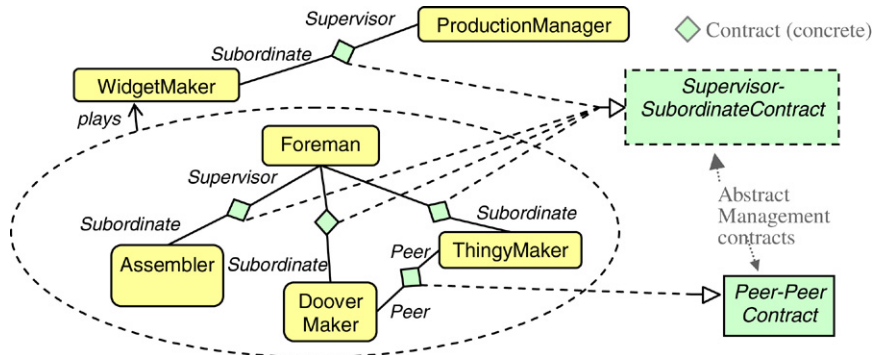 Supervisor
ProductionManager
Contract (concrete)
Subordinate
WidgetMaker
Supervisor-
SubordinateContract
plays
Foreman
Supervisor
Abstract
Management
contracts
Subordinate
Subordinate
Assembler
Subordinate
Peer
ThingyMaker
Doover
Maker
Peer
Peer-Peer
Contract